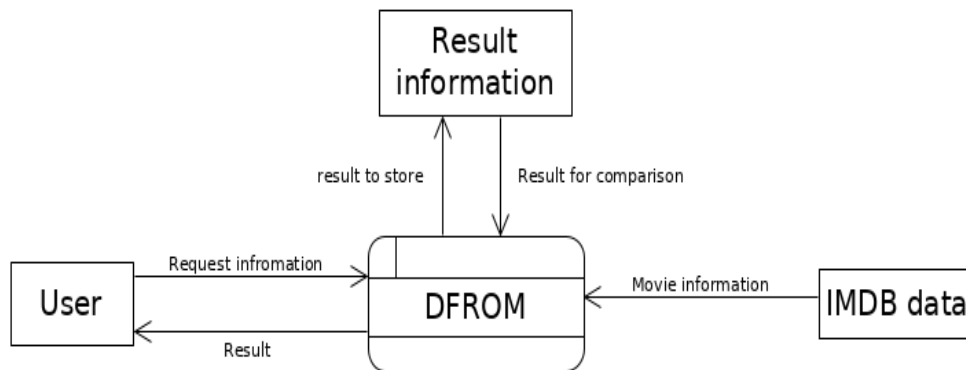 Result
information
result to store
Result for comparison
Request infromation
User
DFROM
Movie information
IMDB data
Result